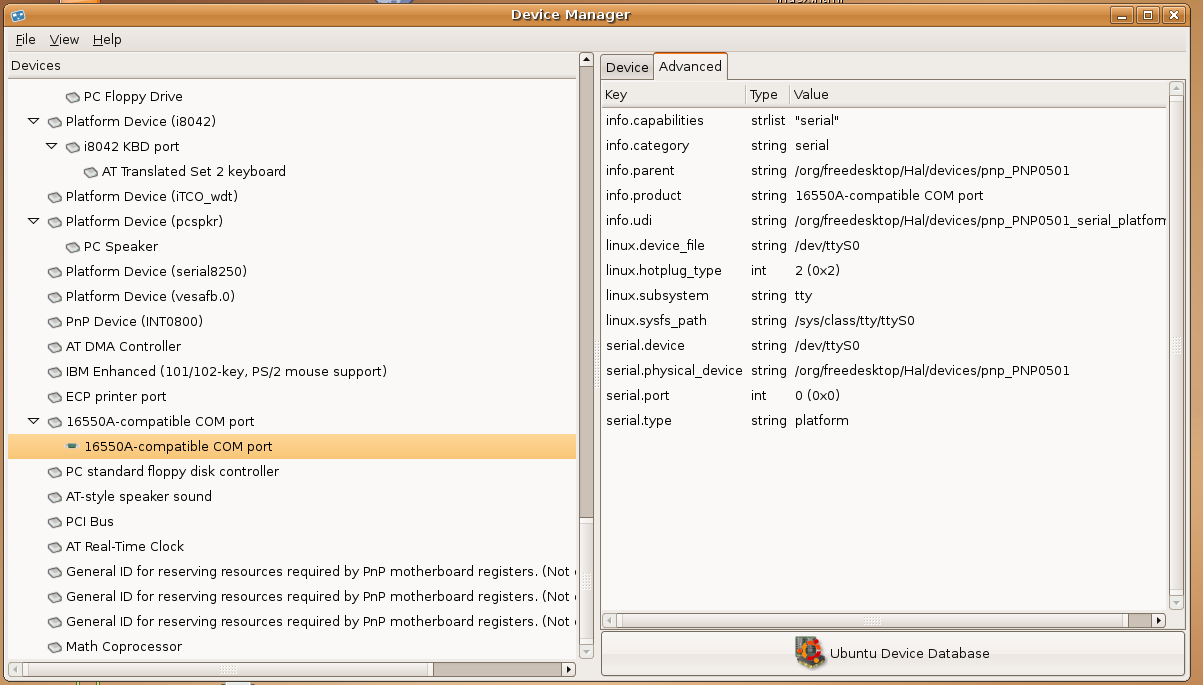 Device Manager
File View Help
Devices
PC Floppy Drive
Platform Device (i8042)
i8042 KBD port
AT Translated Set 2 keyboard
Platform Device (iTCO_wdt)
Platform Device (pcspkr)
PC Speaker
Platform Device (serial8250)
Platform Device (vesafb.0)
PnP Device (INT0800)
AT DMA Controller
IBM Enhanced (101/102-key, PS/2 mouse support)
ECP printer port
16550A-compatible COM port
16550A-compatible COM port
PC standard floppy disk controller
AT-style speaker sound
PCI Bus
AT Real-Time Clock
General ID for reserving resources required by PnP motherboard registers. (Not
General ID for reserving resources required by PnP motherboard registers. (Not
General ID for reserving resources required by PnP motherboard registers. (Not
Math Coprocessor
Device Advanced
Key Type Value
info.capabilities strlist "serial"
info.category string serial
info.parent string /org/freedesktop/Hal/devices/pnp_PNP0501
info.product string 16550A-compatible COM port
info.udi string /org/freedesktop/Hal/devices/pnp_PNP0501_serial_platform
linux.device_file string /dev/ttyS0
linux.hotplug_type int 2 (0x2)
linux.subsystem string tty
linux.sysfs_path string /sys/class/tty/ttyS0
serial.device string /dev/ttyS0
serial.physical_device string /org/freedesktop/Hal/devices/pnp_PNP0501
serial.port int 0 (0x0)
serial.type string platform
Ubuntu Device Database